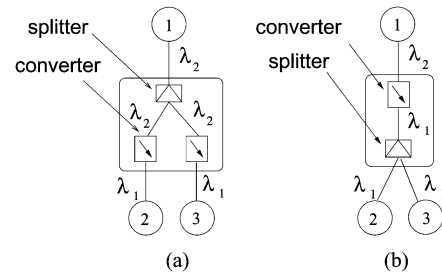 1
splitter
λ2
converter
λ2 λ2
λ1 λ1
2 3
(a)
1
converter
λ2
splitter
λ1
λ1 λ
2 3
(b)